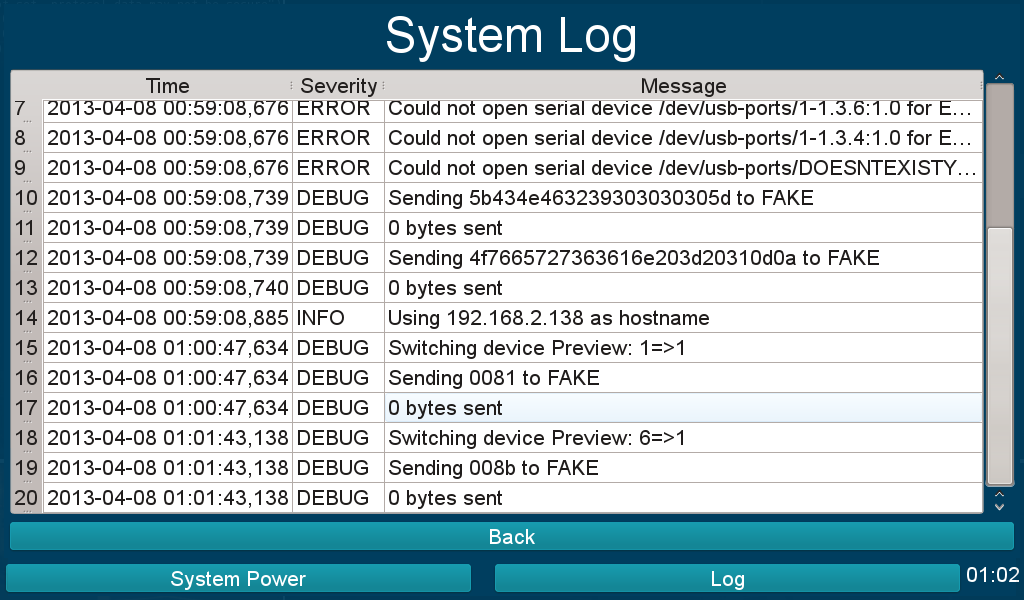 System Log
Time Severity Message
7 2013-04-08 00:59:08,676 ERROR Could not open serial device /dev/usb-ports/1-1.3.6:1.0 for E...
8 2013-04-08 00:59:08,676 ERROR Could not open serial device /dev/usb-ports/1-1.3.4:1.0 for E...
9 2013-04-08 00:59:08,676 ERROR Could not open serial device /dev/usb-ports/DOESNTEXISTY...
10 2013-04-08 00:59:08,739 DEBUG Sending 5b434e463239303030305d to FAKE
11 2013-04-08 00:59:08,739 DEBUG 0 bytes sent
12 2013-04-08 00:59:08,739 DEBUG Sending 4f7665727363616e203d20310d0a to FAKE
13 2013-04-08 00:59:08,740 DEBUG 0 bytes sent
14 2013-04-08 00:59:08,885 INFO Using 192.168.2.138 as hostname
15 2013-04-08 01:00:47,634 DEBUG Switching device Preview: 1=>1
16 2013-04-08 01:00:47,634 DEBUG Sending 0081 to FAKE
17 2013-04-08 01:00:47,634 DEBUG 0 bytes sent
18 2013-04-08 01:01:43,138 DEBUG Switching device Preview: 6=>1
19 2013-04-08 01:01:43,138 DEBUG Sending 008b to FAKE
20 2013-04-08 01:01:43,138 DEBUG 0 bytes sent
Back
System Power Log 01:02